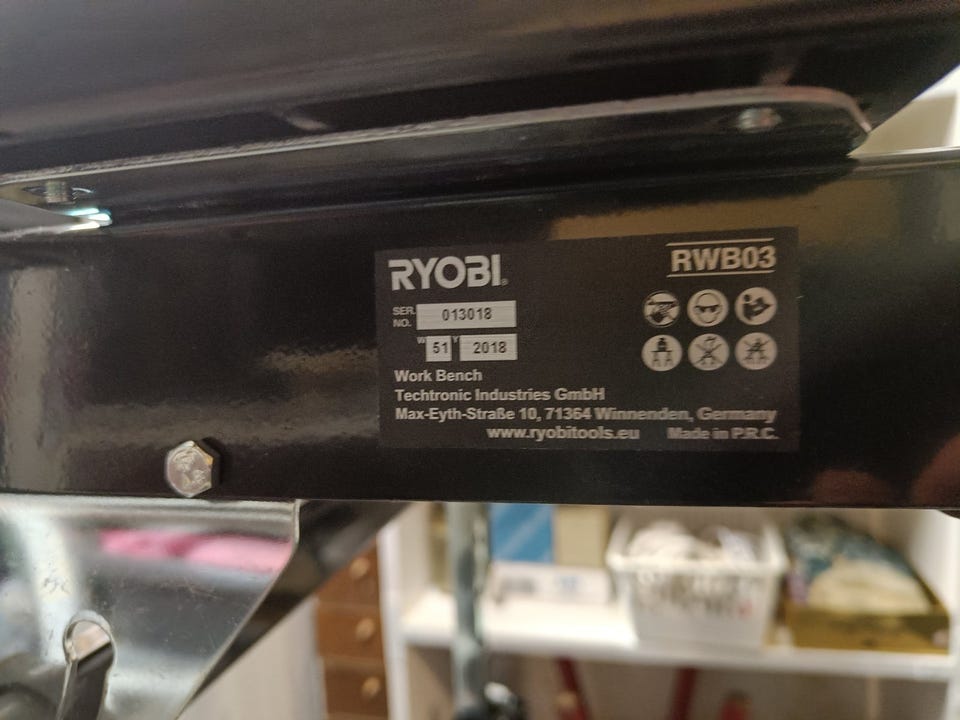 RYOBI
RWB03
SER. NO. 013018
W 51 Y 2018
Work Bench
Techtronic Industries GmbH
Max-Eyth-Straße 10, 71364 Winnenden, Germany
www.ryobitools.eu Made in P.R.C.